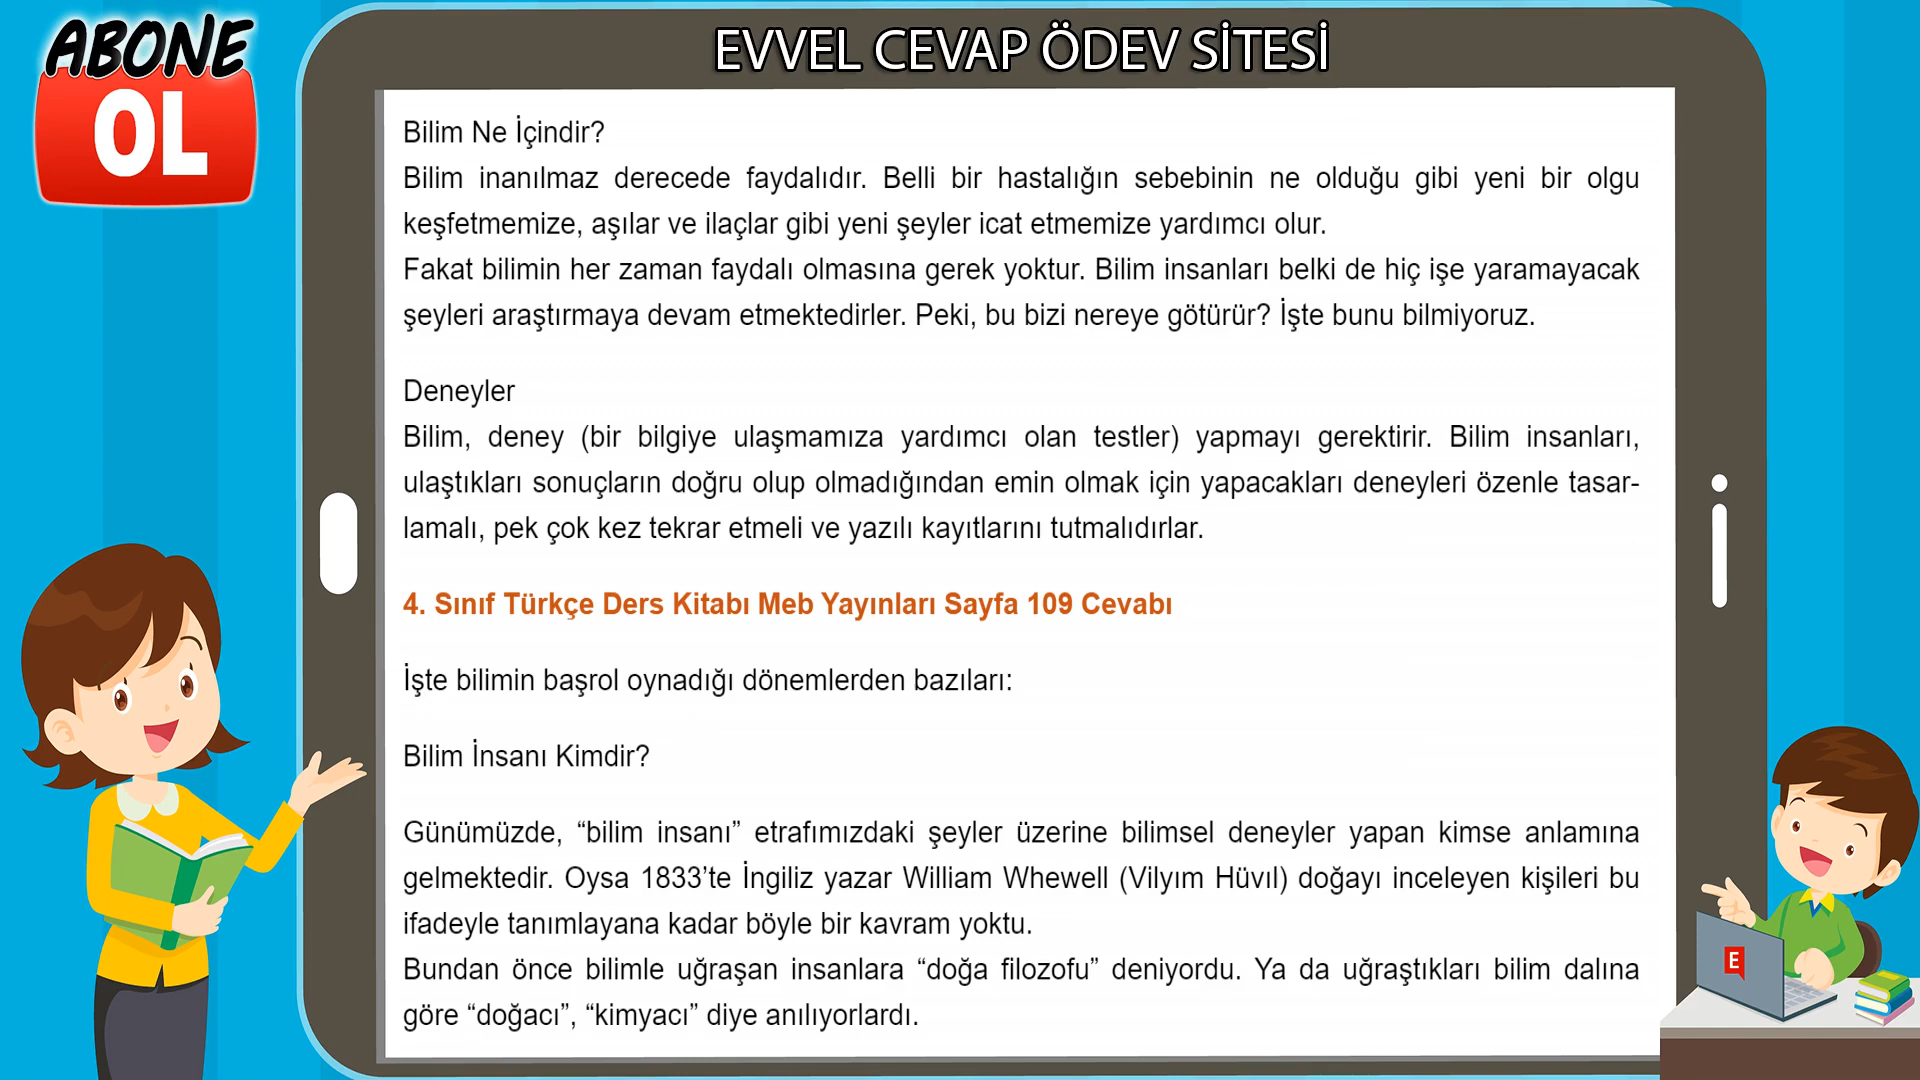 ABONE
OL
EVVEL CEVAP ÖDEV SİTESİ
Bilim Ne İçindir?
Bilim inanılmaz derecede faydalıdır. Belli bir hastalığın sebebinin ne olduğu gibi yeni bir olgu
keşfetmemize, aşılar ve ilaçlar gibi yeni şeyler icat etmemize yardımcı olur.
Fakat bilimin her zaman faydalı olmasına gerek yoktur. Bilim insanları belki de hiç işe yaramayacak
şeyleri araştırmaya devam etmektedirler. Peki, bu bizi nereye götürür? İşte bunu bilmiyoruz.
Deneyler
Bilim, deney (bir bilgiye ulaşmamıza yardımcı olan testler) yapmayı gerektirir. Bilim insanları,
ulaştıkları sonuçların doğru olup olmadığından emin olmak için yapacakları deneyleri özenle tasar-
lamalı, pek çok kez tekrar etmeli ve yazılı kayıtlarını tutmalıdırlar.
4. Sınıf Türkçe Ders Kitabı Meb Yayınları Sayfa 109 Cevabı
İşte bilimin başrol oynadığı dönemlerden bazıları:
Bilim İnsanı Kimdir?
Günümüzde, “bilim insanı” etrafımızdaki şeyler üzerine bilimsel deneyler yapan kimse anlamına
gelmektedir. Oysa 1833’te İngiliz yazar William Whewell (Vilyım Hüvıl) doğayı inceleyen kişileri bu
ifadeyle tanımlayana kadar böyle bir kavram yoktu.
Bundan önce bilimle uğraşan insanlara “doğa filozofu” deniyordu. Ya da uğraştıkları bilim dalına
göre “doğacı”, “kimyacı” diye anılıyorlardı.
E